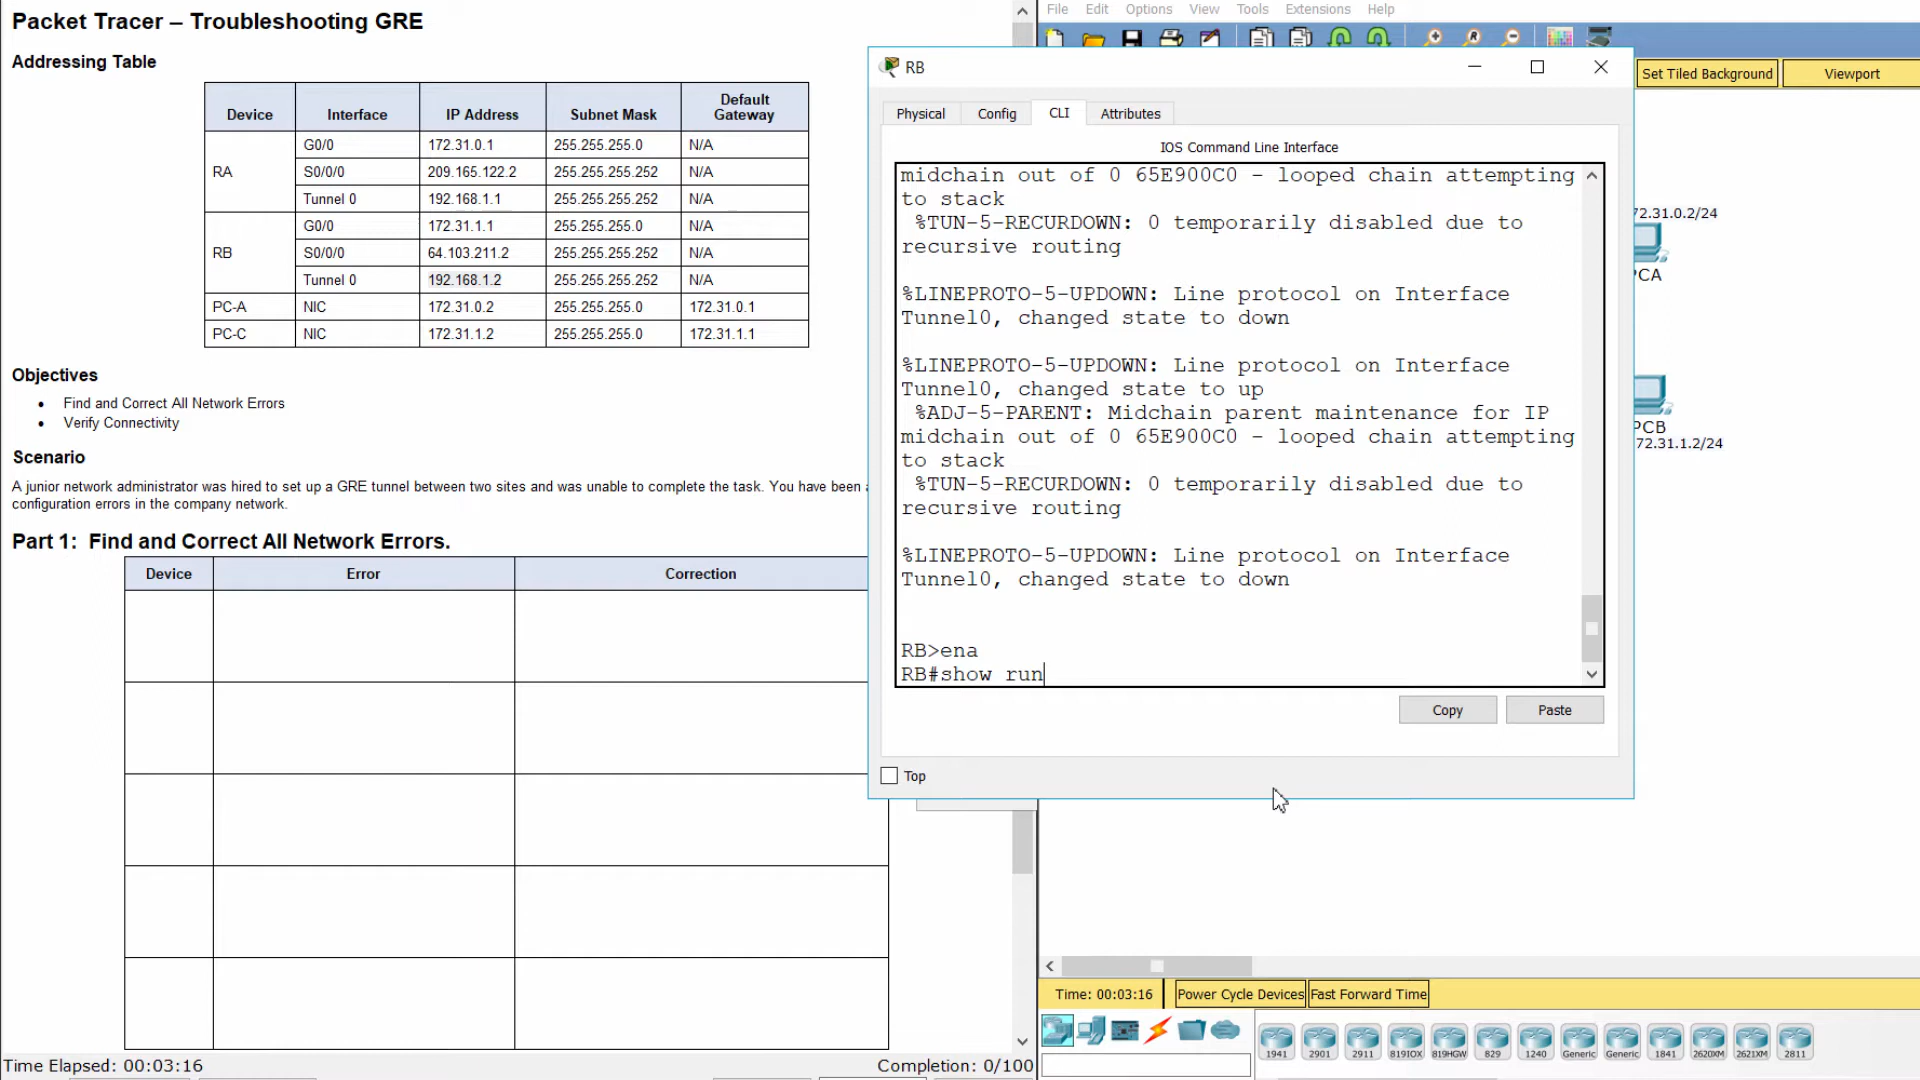 Packet Tracer – Troubleshooting GRE
Addressing Table
Device Interface IP Address Subnet Mask Default Gateway
RA G0/0 172.31.0.1 255.255.255.0 N/A
S0/0/0 209.165.122.2 255.255.255.252 N/A
Tunnel 0 192.168.1.1 255.255.255.252 N/A
RB G0/0 172.31.1.1 255.255.255.0 N/A
S0/0/0 64.103.211.2 255.255.255.252 N/A
Tunnel 0 192.168.1.2 255.255.255.252 N/A
PC-A NIC 172.31.0.2 255.255.255.0 172.31.0.1
PC-C NIC 172.31.1.2 255.255.255.0 172.31.1.1
Objectives
• Find and Correct All Network Errors
• Verify Connectivity
Scenario
A junior network administrator was hired to set up a GRE tunnel between two sites and was unable to complete the task. You have been
configuration errors in the company network.
Part 1: Find and Correct All Network Errors.
Device Error Correction
Time Elapsed: 00:03:16 Completion: 0/100
File Edit Options View Tools Extensions Help
Set Tiled Background Viewport
RB
Physical Config CLI Attributes
IOS Command Line Interface
midchain out of 0 65E900C0 - looped chain attempting
to stack
%TUN-5-RECURDOWN: 0 temporarily disabled due to
recursive routing
%LINEPROTO-5-UPDOWN: Line protocol on Interface
Tunnel0, changed state to down
%LINEPROTO-5-UPDOWN: Line protocol on Interface
Tunnel0, changed state to up
%ADJ-5-PARENT: Midchain parent maintenance for IP
midchain out of 0 65E900C0 - looped chain attempting
to stack
%TUN-5-RECURDOWN: 0 temporarily disabled due to
recursive routing
%LINEPROTO-5-UPDOWN: Line protocol on Interface
Tunnel0, changed state to down
RB>ena
RB#show run
Copy Paste
Top
72.31.0.2/24
PCA
PCB
72.31.1.2/24
Time: 00:03:16 Power Cycle Devices Fast Forward Time
1941 2901 2911 819IOX 819HGW 829 1240 Generic Generic 1841 2620XM 2621XM 2811